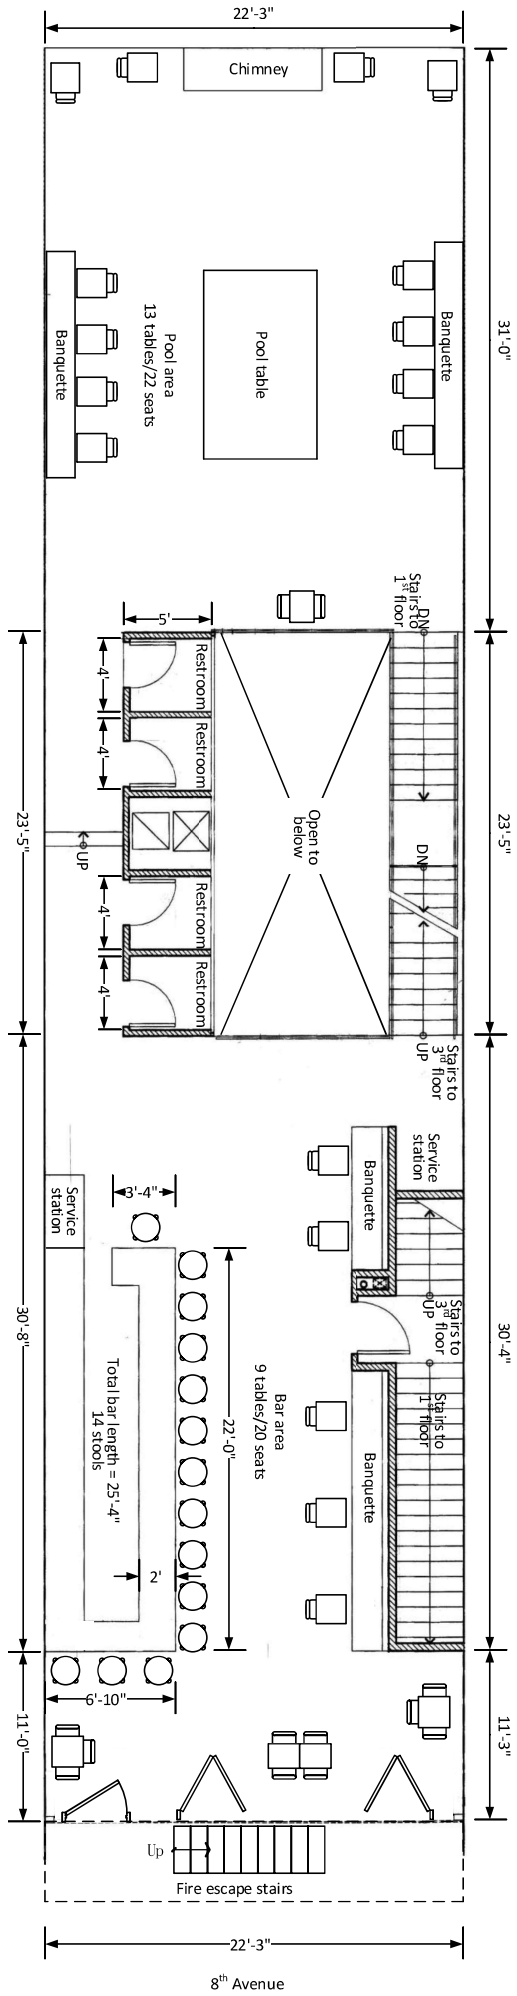 22'-3"
Chimney
31'-0"
Banquette
Pool area
13 tables/22 seats
Pool table
Banquette
Stairs to
1st floor
DN
5'
4'
Restroom
4'
Restroom
23'-5"
UP
Open to
below
DN
23'-5"
4'
Restroom
4'
Restroom
UP
Stairs to
3rd floor
Service
station
Banquette
3'-4"
Service
station
UP
Stairs to
3rd floor
30'-8"
Total bar length = 25'-4"
14 stools
22'-0"
Bar area
9 tables/20 seats
Stairs to
1st floor
30'-4"
Banquette
2'
6'-10"
11'-0"
11'-3"
Up
Fire escape stairs
22'-3"
8th Avenue